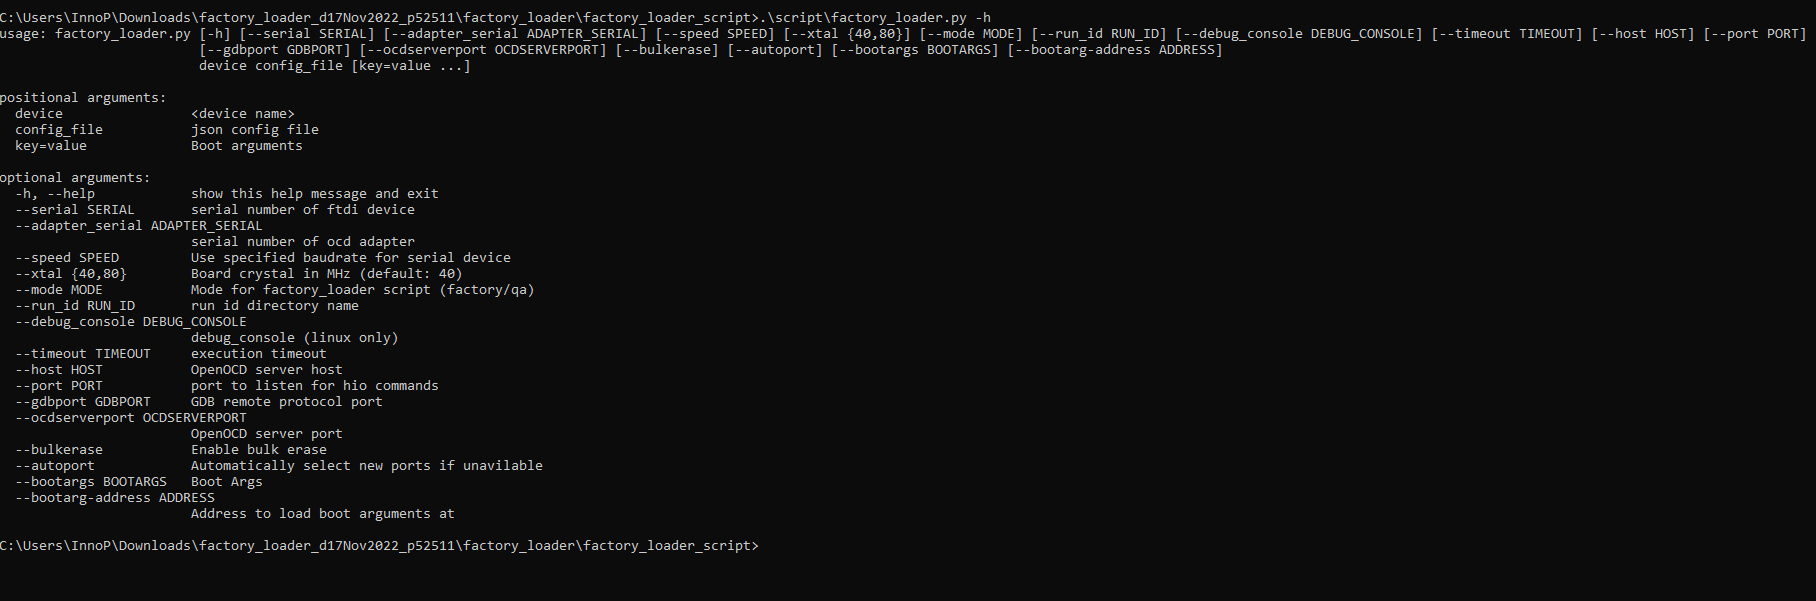 C:\Users\InnoP\Downloads\factory_loader_d17Nov2022_p52511\factory_loader\factory_loader_script>.\script\factory_loader.py -h
usage: factory_loader.py [-h] [--serial SERIAL] [--adapter_serial ADAPTER_SERIAL] [--speed SPEED] [--xtal {40,80}] [--mode MODE] [--run_id RUN_ID] [--debug_console DEBUG_CONSOLE] [--timeout TIMEOUT] [--host HOST] [--port PORT]
[--gdbport GDBPORT] [--ocdserverport OCDSERVERPORT] [--bulkerase] [--autoport] [--bootargs BOOTARGS] [--bootarg-address ADDRESS]
device config_file [key=value ...]
positional arguments:
device <device name>
config_file json config file
key=value Boot arguments
optional arguments:
-h, --help show this help message and exit
--serial SERIAL serial number of ftdi device
--adapter_serial ADAPTER_SERIAL
serial number of ocd adapter
--speed SPEED Use specified baudrate for serial device
--xtal {40,80} Board crystal in MHz (default: 40)
--mode MODE Mode for factory_loader script (factory/qa)
--run_id RUN_ID run id directory name
--debug_console DEBUG_CONSOLE
debug_console (linux only)
--timeout TIMEOUT execution timeout
--host HOST OpenOCD server host
--port PORT port to listen for hio commands
--gdbport GDBPORT GDB remote protocol port
--ocdserverport OCDSERVERPORT
OpenOCD server port
--bulkerase Enable bulk erase
--autoport Automatically select new ports if unavilable
--bootargs BOOTARGS Boot Args
--bootarg-address ADDRESS
Address to load boot arguments at
C:\Users\InnoP\Downloads\factory_loader_d17Nov2022_p52511\factory_loader\factory_loader_script>